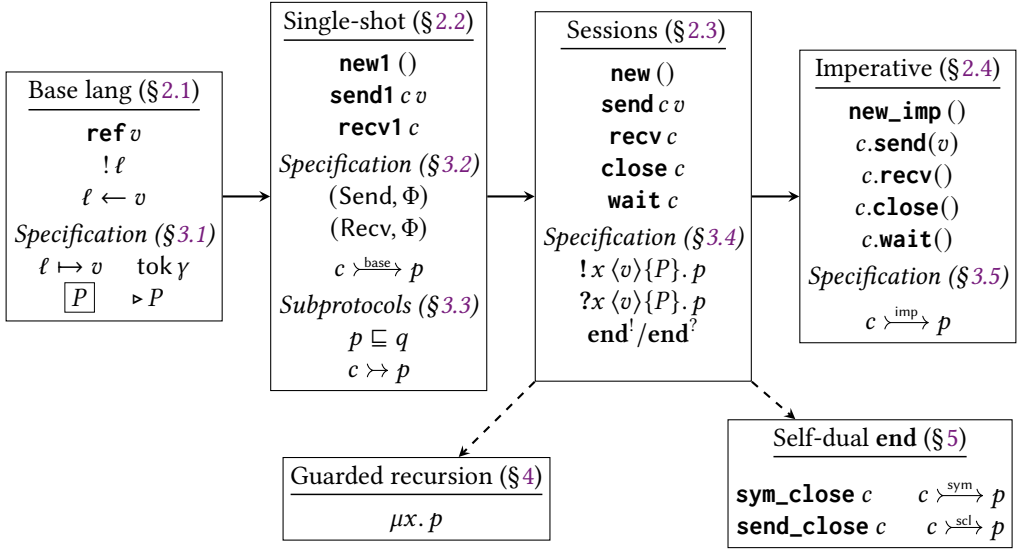 Base lang (§2.1)
ref v
! ℓ
ℓ ← v
Specification (§3.1)
ℓ ↦ v tok γ
P ▹ P
Single-shot (§2.2)
new1 ()
send1 c v
recv1 c
Specification (§3.2)
(Send, Φ)
(Recv, Φ)
c ↣base p
Subprotocols (§3.3)
p ⊑ q
c ↣ p
Sessions (§2.3)
new ()
send c v
recv c
close c
wait c
Specification (§3.4)
! x ⟨v⟩{P}. p
?x ⟨v⟩{P}. p
end!/end?
Imperative (§2.4)
new_imp ()
c.send(v)
c.recv()
c.close()
c.wait()
Specification (§3.5)
c ↣imp p
Guarded recursion (§4)
μx. p
Self-dual end (§5)
sym_close c c ↣sym p
send_close c c ↣scl p